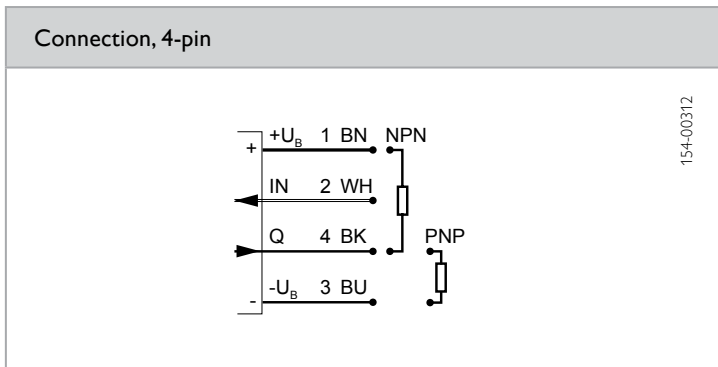 Connection, 4-pin
154-00312
+U_B 1 BN NPN
+
IN 2 WH
Q 4 BK PNP
-U_B 3 BU
-